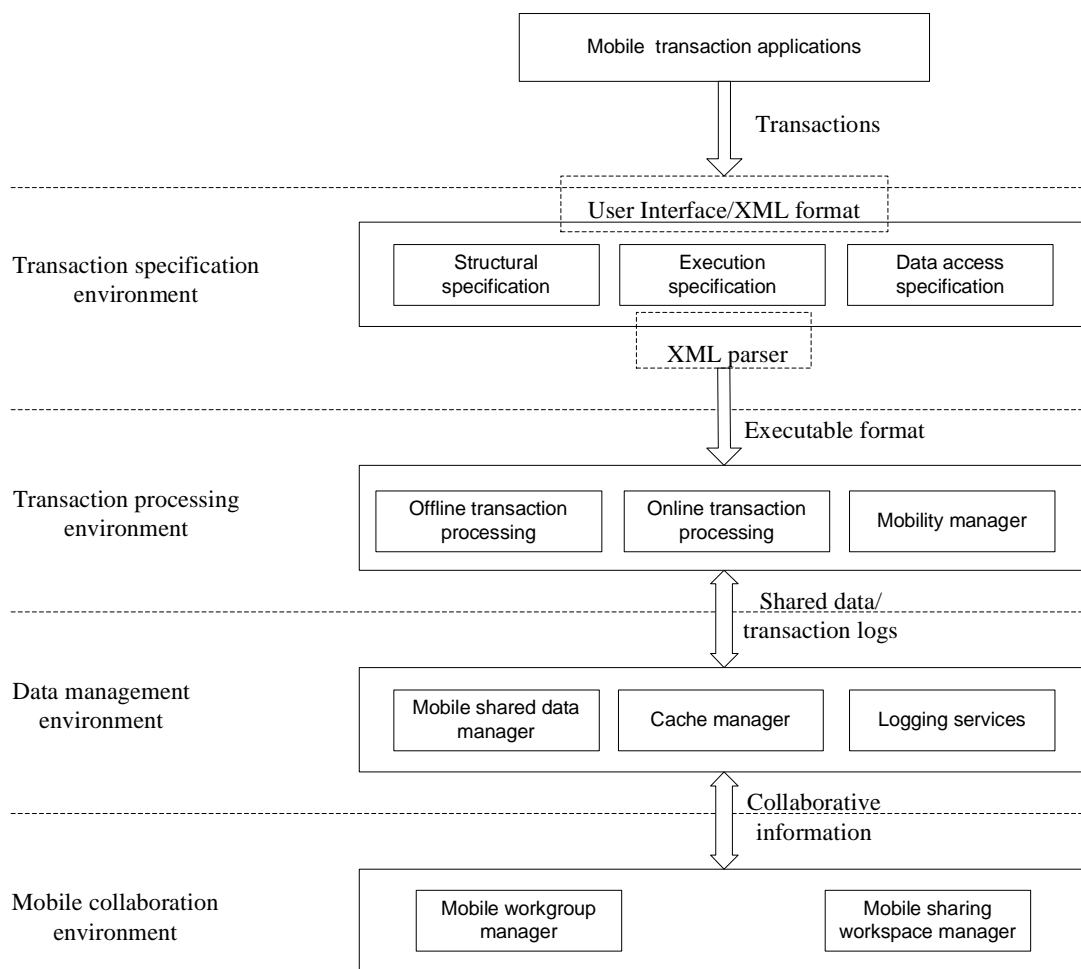 Mobile transaction applications
Transactions
User Interface/XML format
Transaction specification
environment
Structural
specification
Execution
specification
Data access
specification
XML parser
Executable format
Transaction processing
environment
Offline transaction
processing
Online transaction
processing
Mobility manager
Shared data/
transaction logs
Data management
environment
Mobile shared data
manager
Cache manager
Logging services
Collaborative
information
Mobile collaboration
environment
Mobile workgroup
manager
Mobile sharing
workspace manager